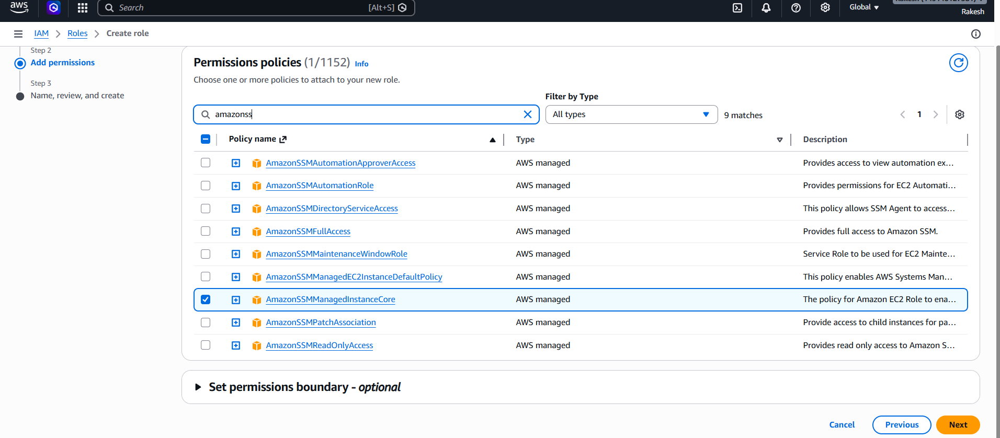 aws
Search
[Alt+S]
Global
Rakesh
IAM
Roles
Create role
Step 2
Add permissions
Step 3
Name, review, and create
Permissions policies (1/1152) Info
Choose one or more policies to attach to your new role.
Filter by Type
amazonss
All types
9 matches
1
Policy name
Type
Description
AmazonSSMAutomationApproverAccess AWS managed Provides access to view automation ex...
AmazonSSMAutomationRole AWS managed Provides permissions for EC2 Automati...
AmazonSSMDirectoryServiceAccess AWS managed This policy allows SSM Agent to access...
AmazonSSMFullAccess AWS managed Provides full access to Amazon SSM.
AmazonSSMMaintenanceWindowRole AWS managed Service Role to be used for EC2 Mainte...
AmazonSSMManagedEC2InstanceDefaultPolicy AWS managed This policy enables AWS Systems Man...
AmazonSSMManagedInstanceCore AWS managed The policy for Amazon EC2 Role to ena...
AmazonSSMPatchAssociation AWS managed Provide access to child instances for pa...
AmazonSSMReadOnlyAccess AWS managed Provides read only access to Amazon S...
Set permissions boundary - optional
Cancel
Previous
Next